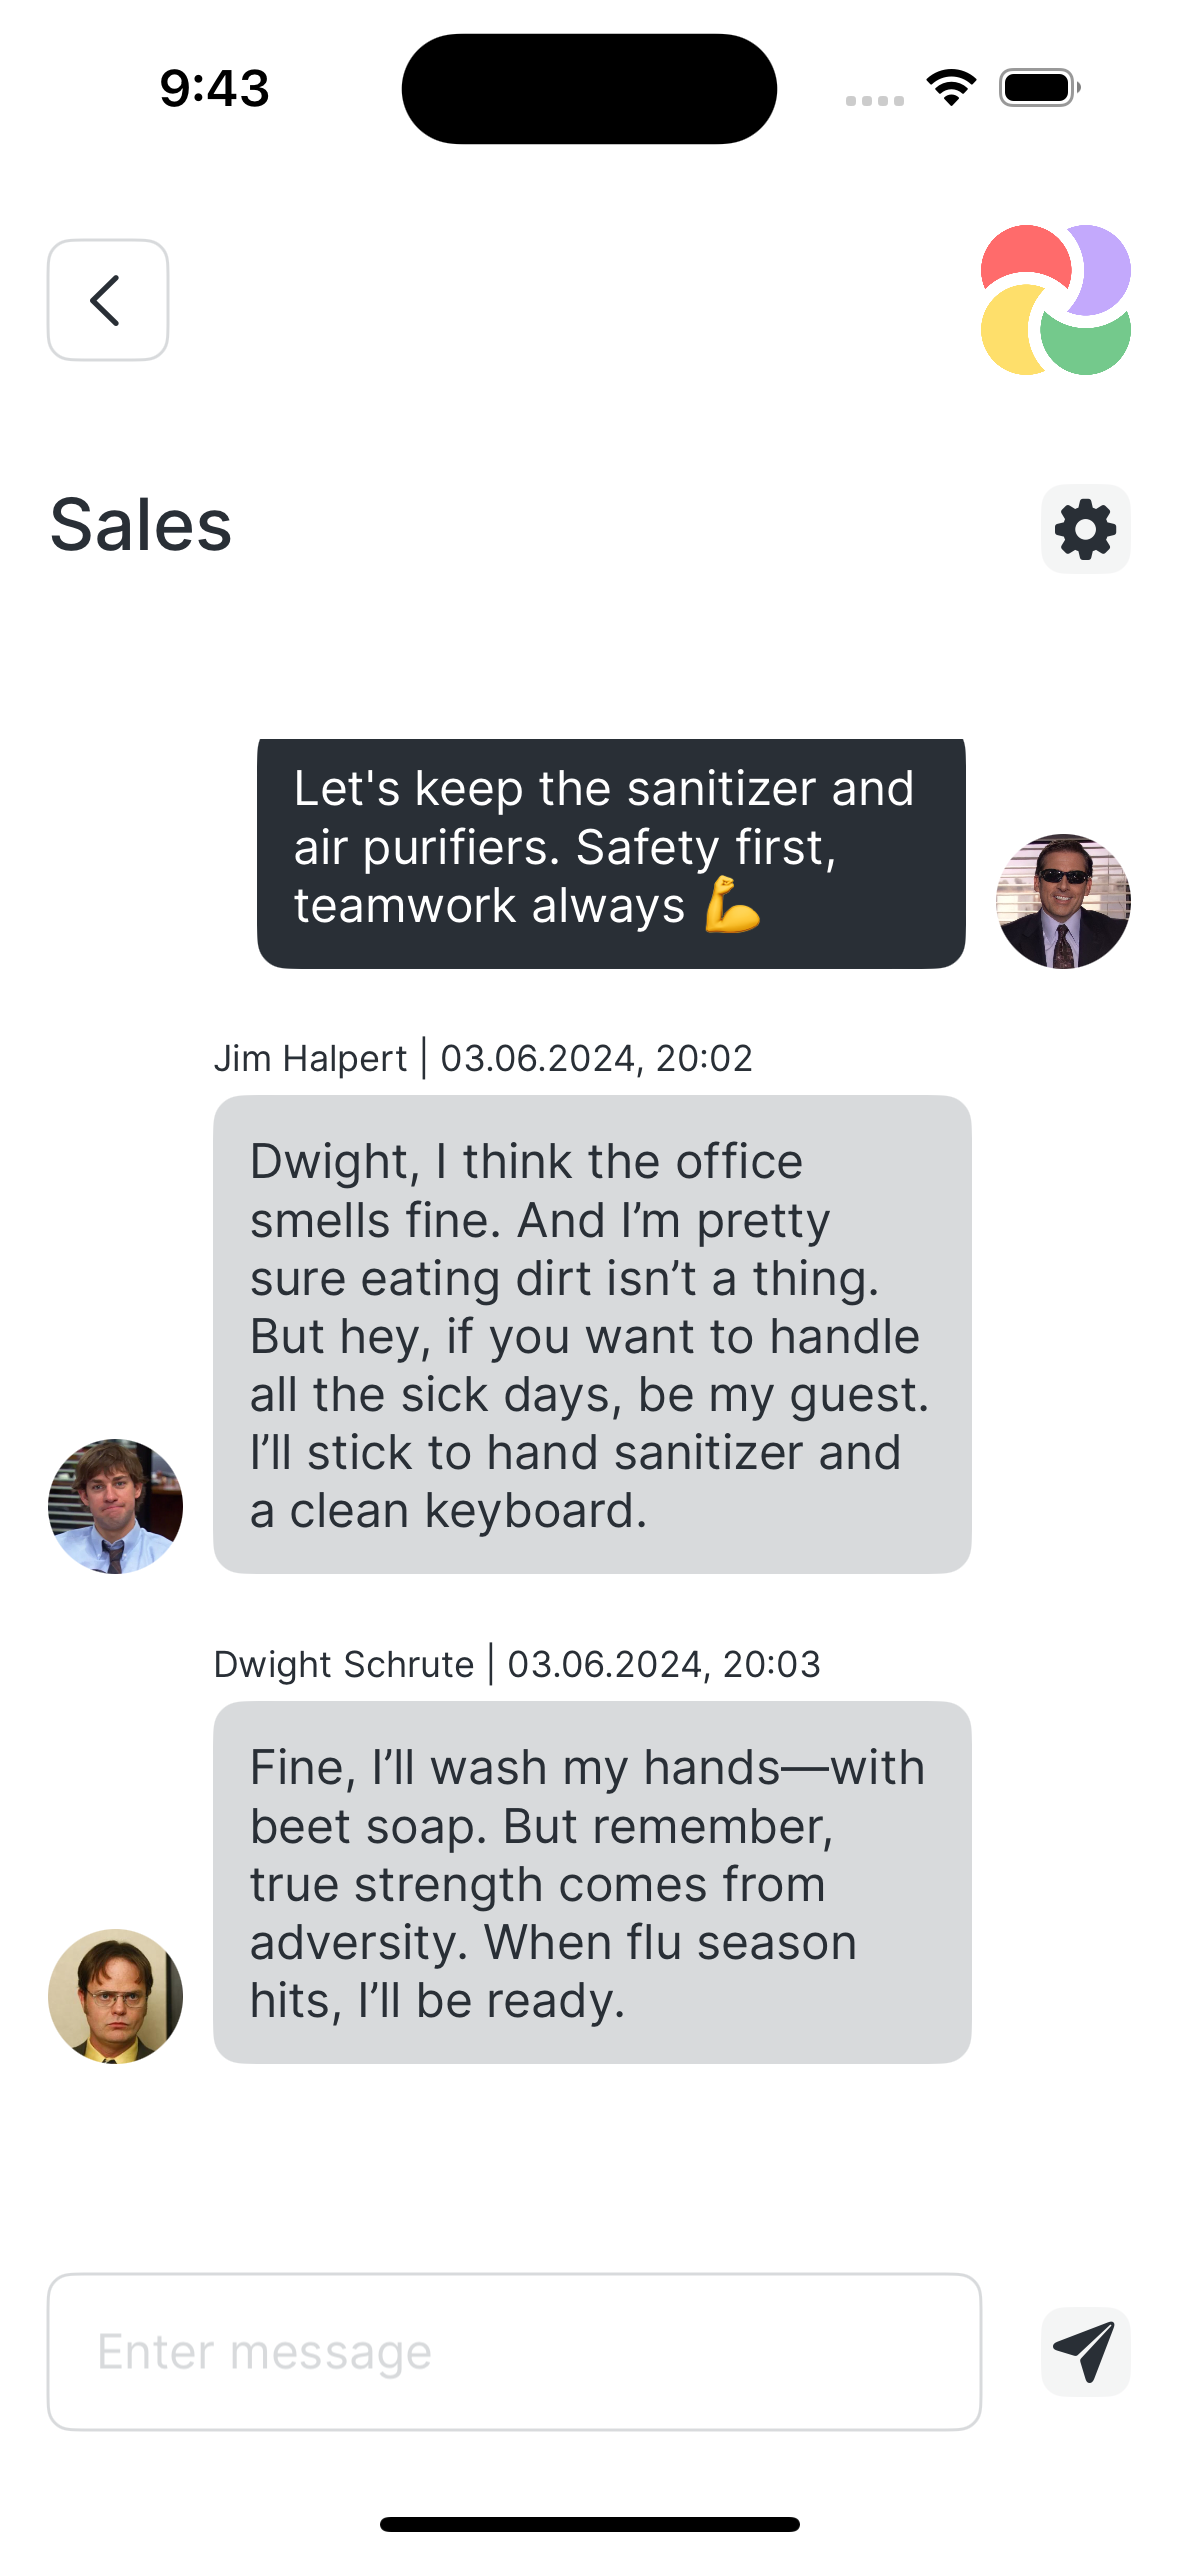 9:43
Sales
Let's keep the sanitizer and
air purifiers. Safety first,
teamwork always 💪
Jim Halpert | 03.06.2024, 20:02
Dwight, I think the office
smells fine. And I’m pretty
sure eating dirt isn’t a thing.
But hey, if you want to handle
all the sick days, be my guest.
I’ll stick to hand sanitizer and
a clean keyboard.
Dwight Schrute | 03.06.2024, 20:03
Fine, I’ll wash my hands—with
beet soap. But remember,
true strength comes from
adversity. When flu season
hits, I’ll be ready.
Enter message